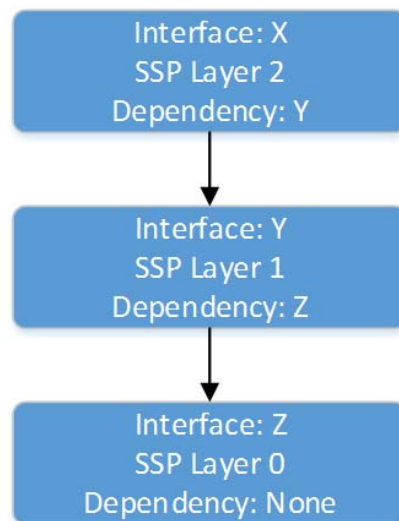 Interface: X
SSP Layer 2
Dependency: Y
Interface: Y
SSP Layer 1
Dependency: Z
Interface: Z
SSP Layer 0
Dependency: None